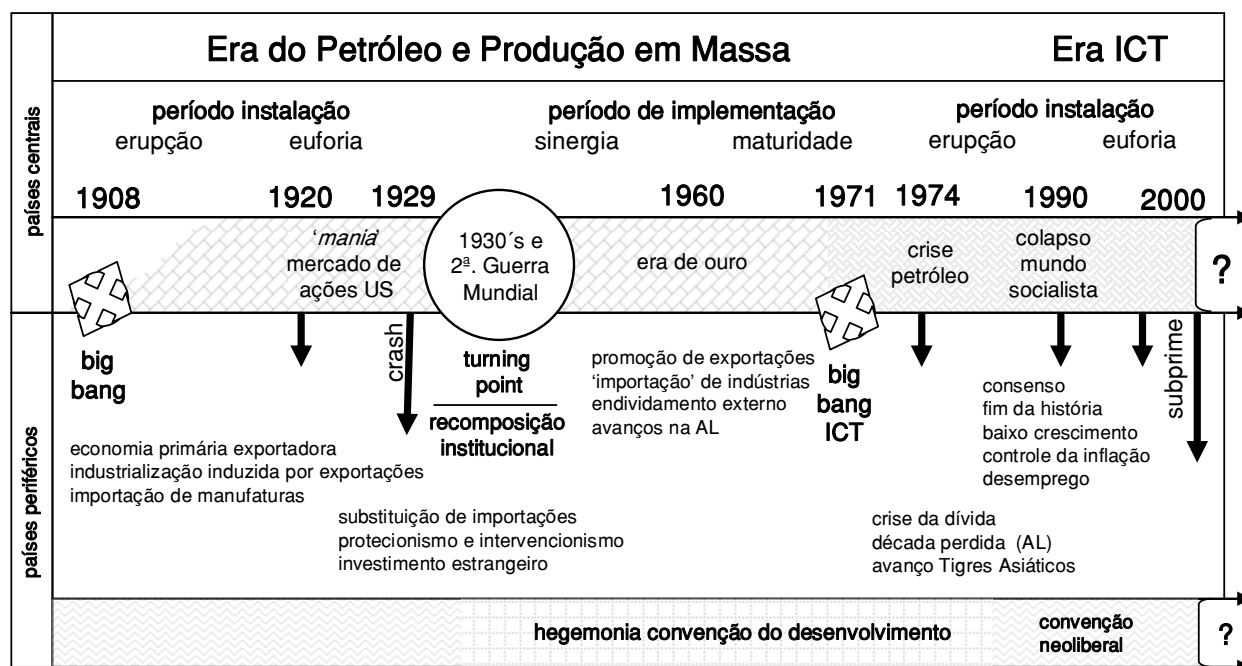 Era do Petróleo e Produção em Massa
Era ICT
países centrais
período instalação
erupção
euforia
período de implementação
sinergia
maturidade
período instalação
erupção
euforia
1908
1920
1929
1960
1971
1974
1990
2000
'mania'
mercado de
ações US
1930´s e
2ª. Guerra
Mundial
era de ouro
crise
petróleo
colapso
mundo
socialista
?
países periféricos
big
bang
crash
turning
point
recomposição
institucional
promoção de exportações
'importação' de indústrias
endividamento externo
avanços na AL
big
bang
ICT
consenso
fim da história
baixo crescimento
controle da inflação
desemprego
subprime
economia primária exportadora
industrialização induzida por exportações
importação de manufaturas
substituição de importações
protecionismo e intervencionismo
investimento estrangeiro
crise da dívida
década perdida (AL)
avanço Tigres Asiáticos
hegemonia convenção do desenvolvimento
convenção
neoliberal
?